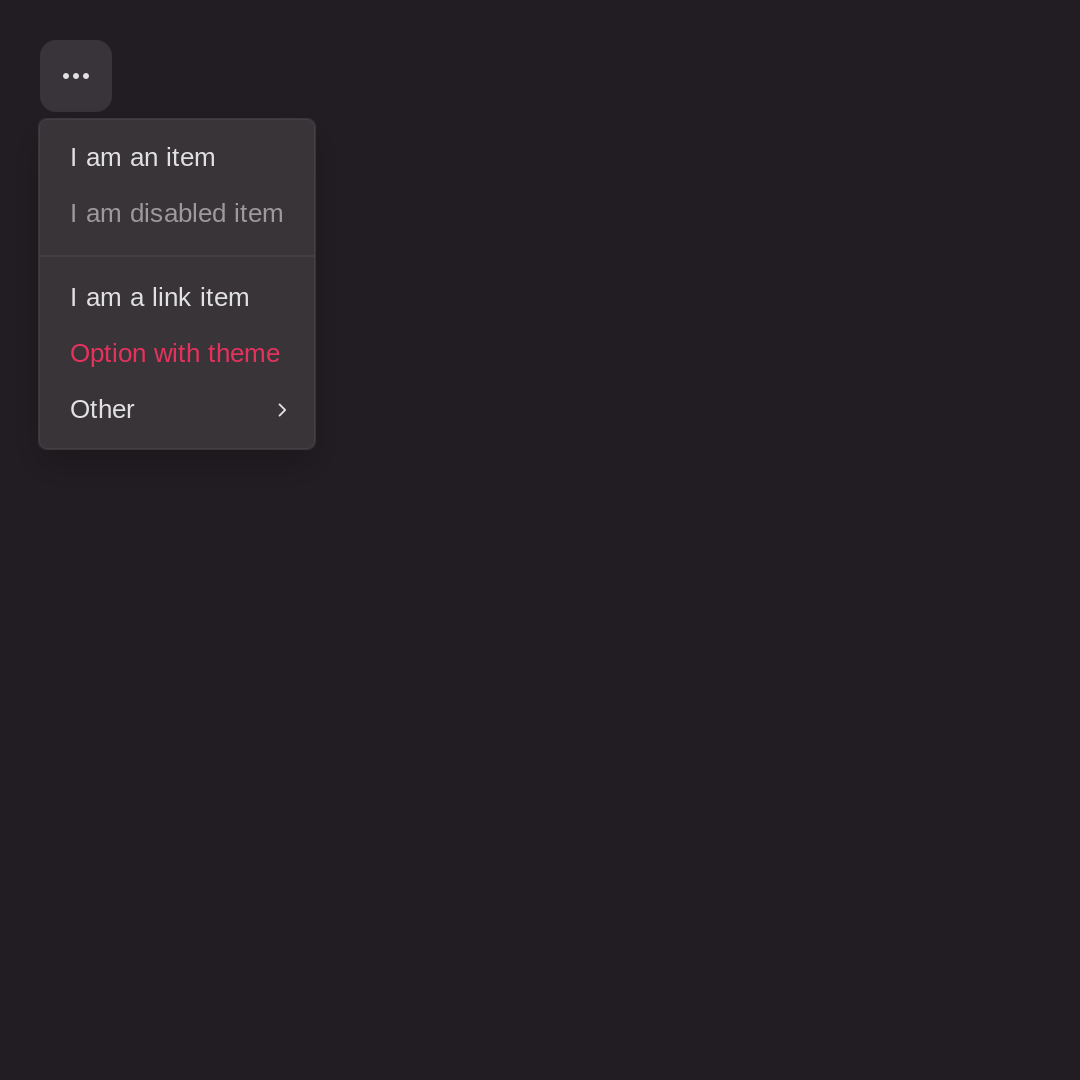 I am an item
I am disabled item
I am a link item
Option with theme
Other